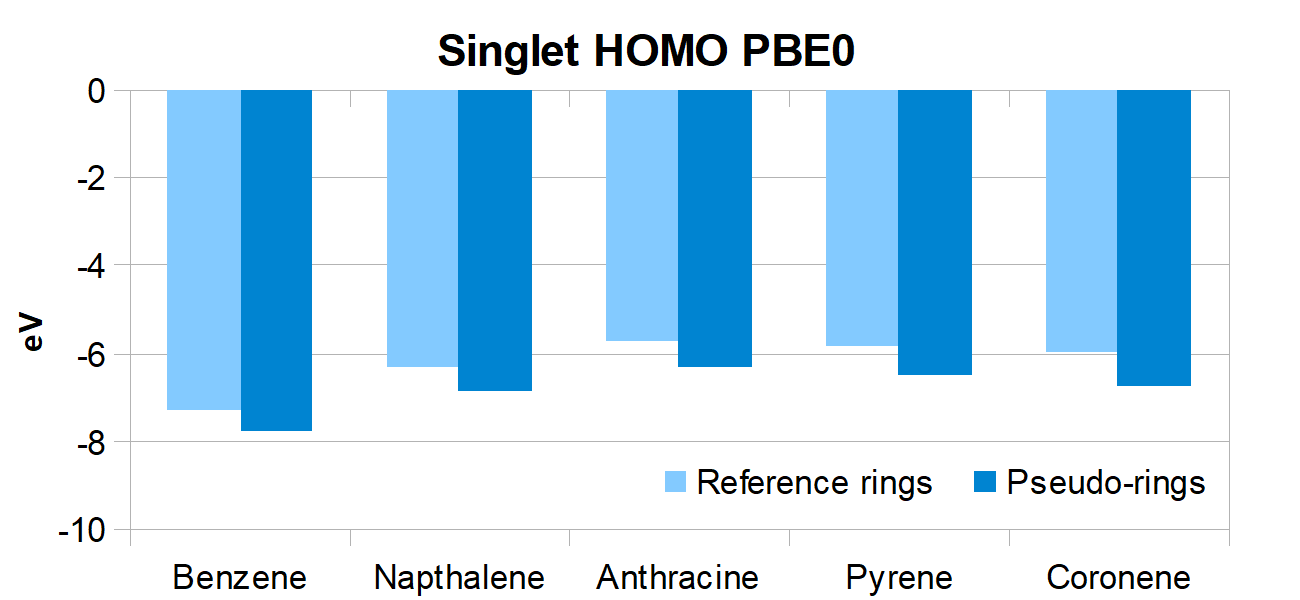 Singlet HOMO PBE0
0
-2
-4
eV
-6
-8
Reference rings Pseudo-rings
-10
Benzene Napthalene Anthracine Pyrene Coronene